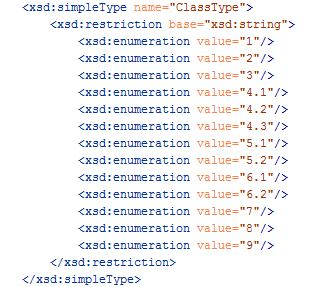 <xsd:simpleType name="ClassType">
<xsd:restriction base="xsd:string">
<xsd:enumeration value="1"/>
<xsd:enumeration value="2"/>
<xsd:enumeration value="3"/>
<xsd:enumeration value="4.1"/>
<xsd:enumeration value="4.2"/>
<xsd:enumeration value="4.3"/>
<xsd:enumeration value="5.1"/>
<xsd:enumeration value="5.2"/>
<xsd:enumeration value="6.1"/>
<xsd:enumeration value="6.2"/>
<xsd:enumeration value="7"/>
<xsd:enumeration value="8"/>
<xsd:enumeration value="9"/>
</xsd:restriction>
</xsd:simpleType>